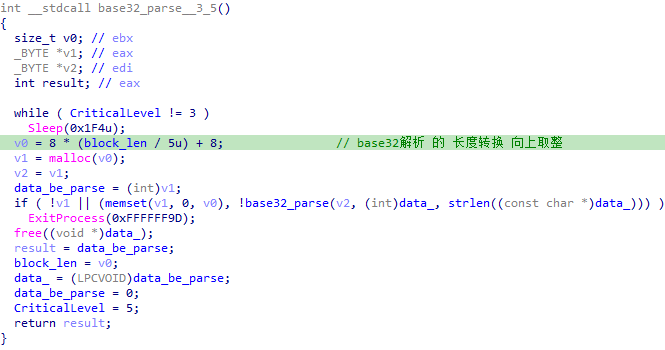 int __stdcall base32_parse__3_5()
{
  size_t v0; // ebx
  _BYTE *v1; // eax
  _BYTE *v2; // edi
  int result; // eax

  while ( CriticalLevel != 3 )
    Sleep(0x1F4u);
  v0 = 8 * (block_len / 5u) + 8;                // base32解析 的 长度转换 向上取整
  v1 = malloc(v0);
  v2 = v1;
  data_be_parse = (int)v1;
  if ( !v1 || (memset(v1, 0, v0), !base32_parse(v2, (int)data_, strlen((const char *)data_))) )
    ExitProcess(0xFFFFFF9D);
  free((void *)data_);
  result = data_be_parse;
  block_len = v0;
  data_ = (LPCVOID)data_be_parse;
  data_be_parse = 0;
  CriticalLevel = 5;
  return result;
}